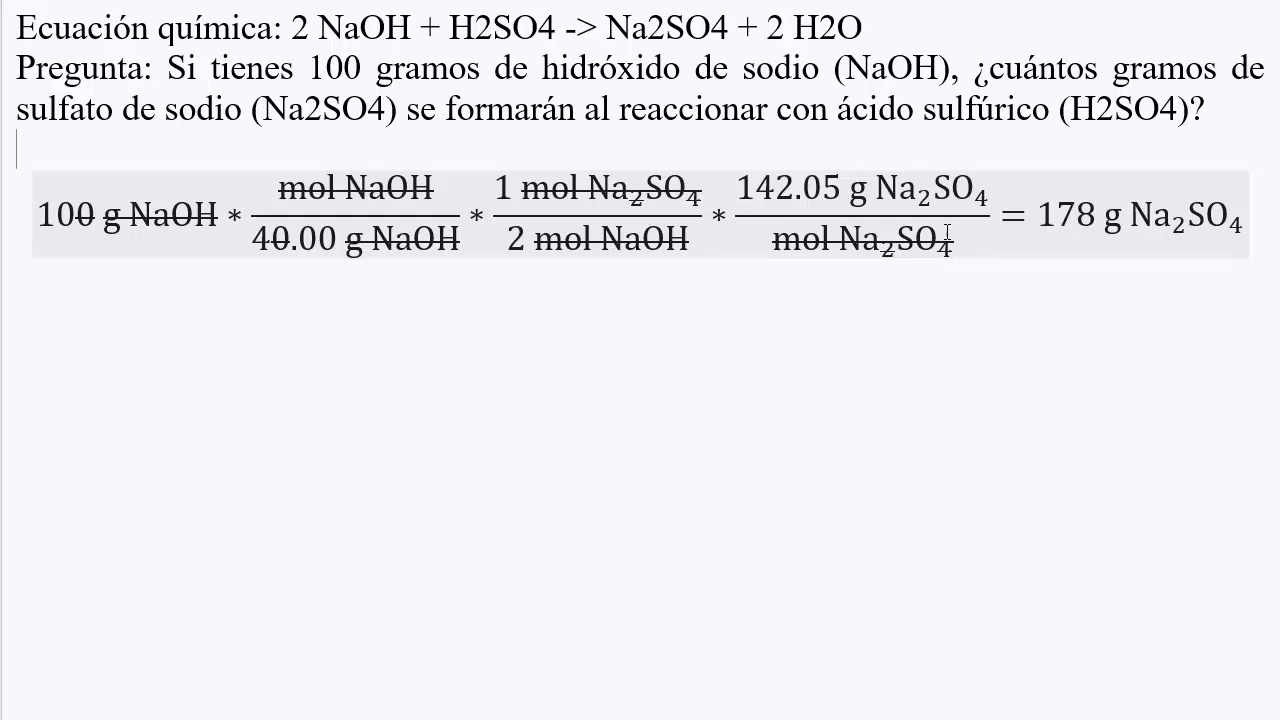 Ecuación química: 2 NaOH + H2SO4 -> Na2SO4 + 2 H2O
Pregunta: Si tienes 100 gramos de hidróxido de sodio (NaOH), ¿cuántos gramos de
sulfato de sodio (Na2SO4) se formarán al reaccionar con ácido sulfúrico (H2SO4)?
100 g NaOH * mol NaOH / 40.00 g NaOH * 1 mol Na₂SO₄ / 2 mol NaOH * 142.05 g Na₂SO₄ / mol Na₂SO₄ = 178 g Na₂SO₄